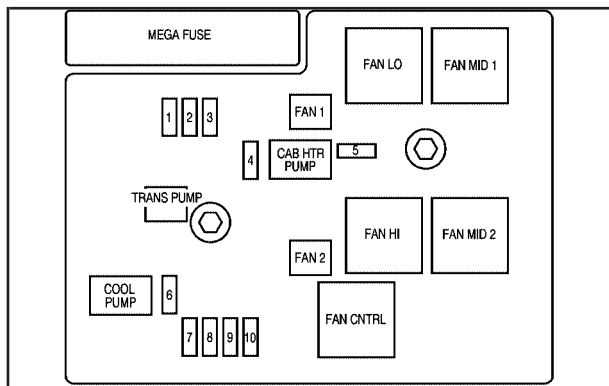 MEGA FUSE
FAN LO
FAN MID 1
1
2
3
FAN 1
4
CAB HTR
PUMP
5
TRANS PUMP
FAN HI
FAN MID 2
FAN 2
COOL
PUMP
6
FAN CNTRL
7
8
9
10